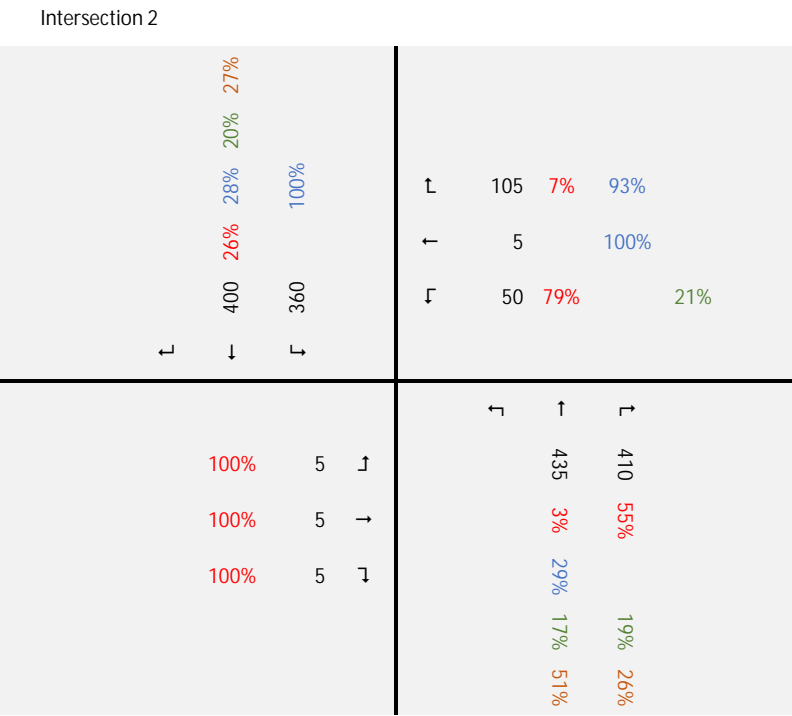 Intersection 2
27%
20%
28% 100%
26%
400 360
↵ ↓ ↳
↰ 105 7% 93%
← 5 100%
↲ 50 79% 21%
100% 5 ↱
100% 5 →
100% 5 ↴
↰ ↑ ↱
435 410
3% 55%
29%
17% 19%
51% 26%